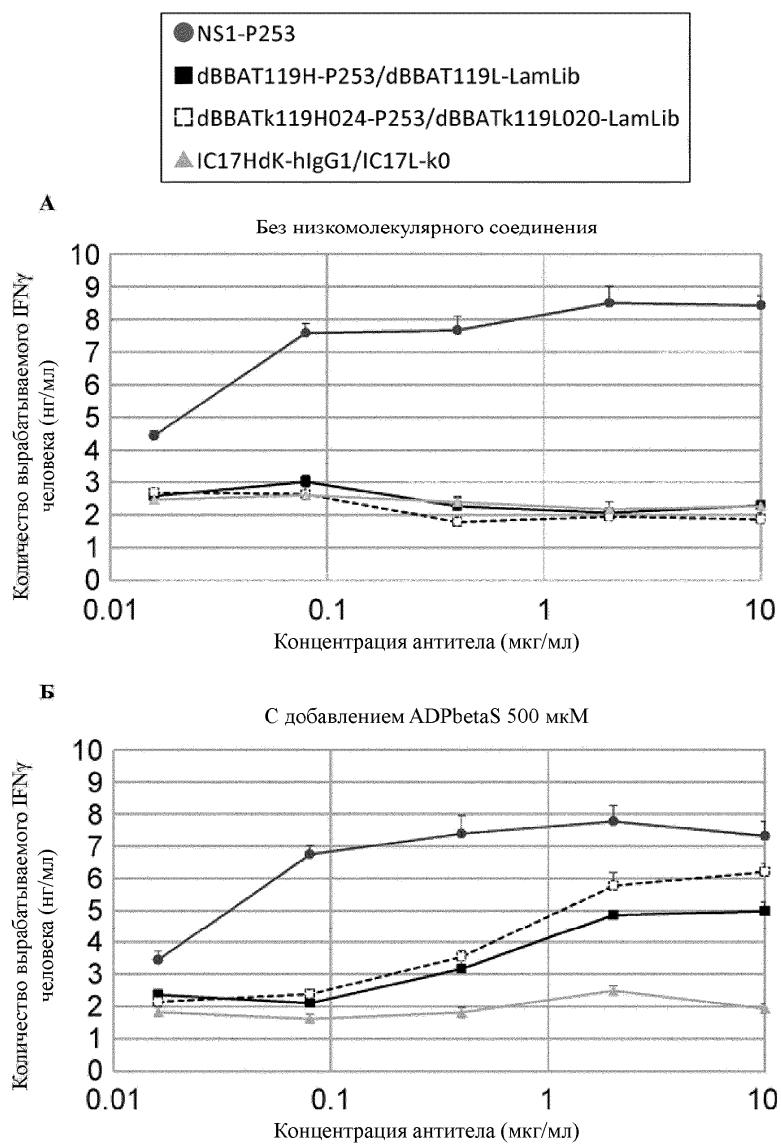 NS1-P253
dBBAT119H-P253/dBBAT119L-LamLib
dBBATk119H024-P253/dBBATk119L020-LamLib
IC17HdK-hIgG1/IC17L-k0
А
Без низкомолекулярного соединения
Количество вырабатываемого IFNγ
человека (нг/мл)
10
9
8
7
6
5
4
3
2
1
0
0.01
0.1
1
10
Концентрация антитела (мкг/мл)
Б
С добавлением ADPbetaS 500 мкМ
Количество вырабатываемого IFNγ
человека (нг/мл)
10
9
8
7
6
5
4
3
2
1
0
0.01
0.1
1
10
Концентрация антитела (мкг/мл)